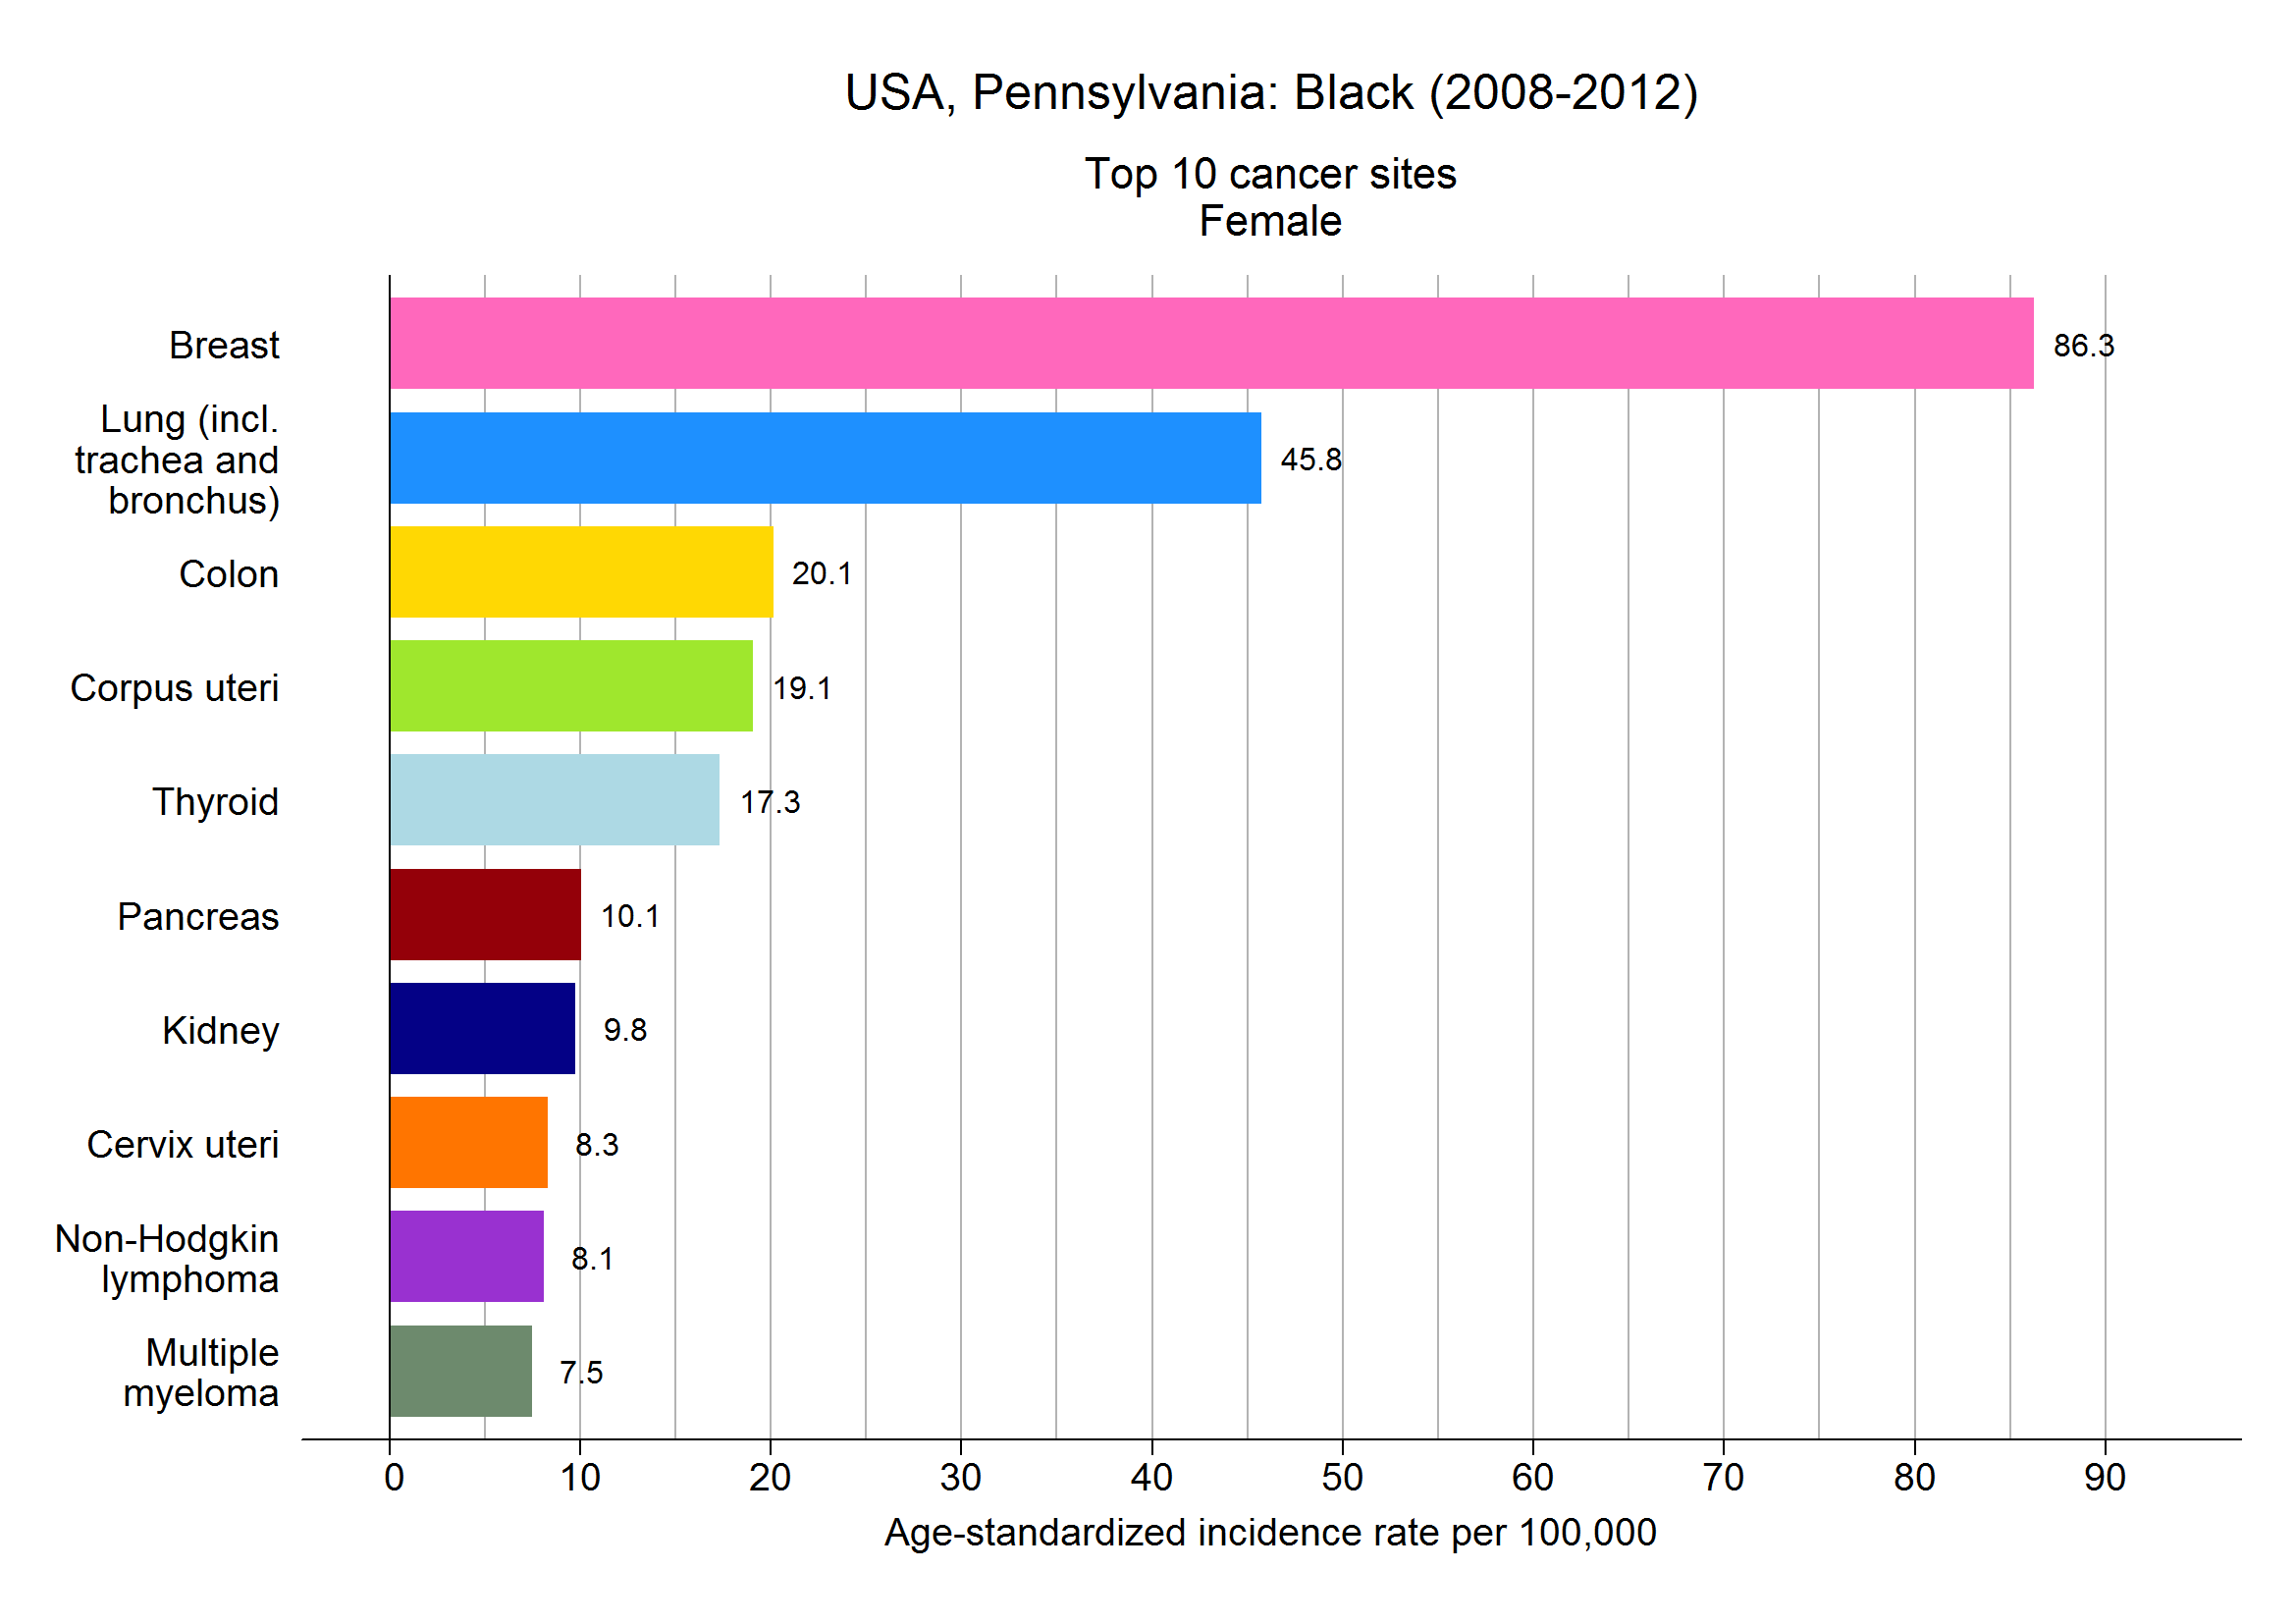 USA, Pennsylvania: Black (2008-2012)
Top 10 cancer sites
Female
Breast
86.3
Lung (incl.
trachea and
bronchus)
45.8
Colon
20.1
Corpus uteri
19.1
Thyroid
17.3
Pancreas
10.1
Kidney
9.8
Cervix uteri
8.3
Non-Hodgkin
lymphoma
8.1
Multiple
myeloma
7.5
0 10 20 30 40 50 60 70 80 90
Age-standardized incidence rate per 100,000